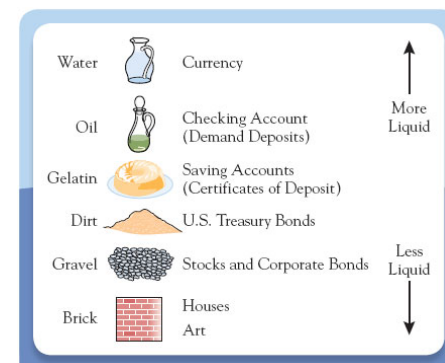 Water
Currency
More
Liquid
Oil
Checking Account
(Demand Deposits)
Gelatin
Saving Accounts
(Certificates of Deposit)
Dirt
U.S. Treasury Bonds
Gravel
Stocks and Corporate Bonds
Less
Liquid
Brick
Houses
Art